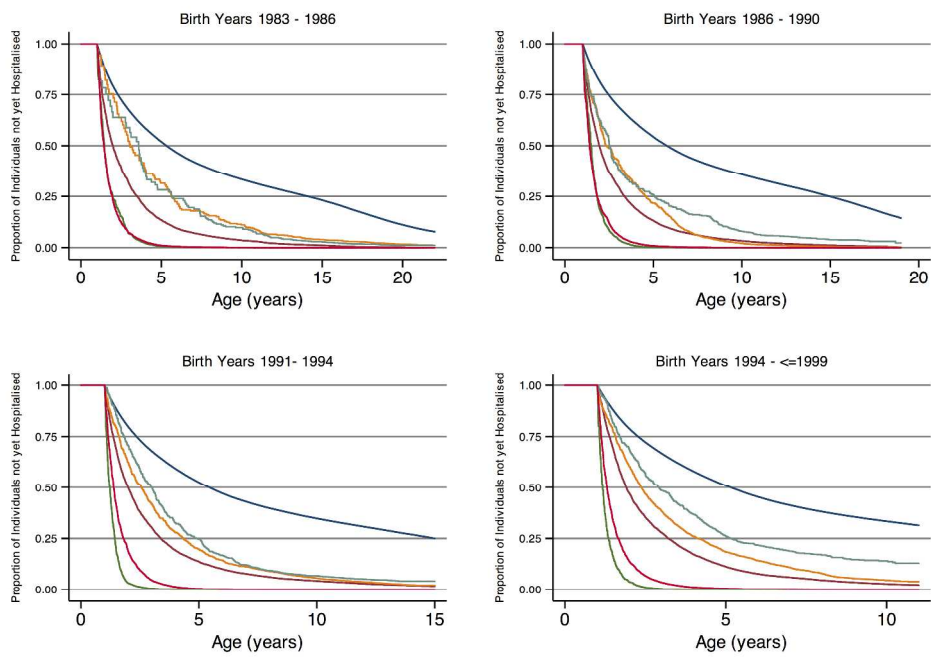 Birth Years 1983 - 1986
Proportion of Individuals not yet Hospitalised
1.00
0.75
0.50
0.25
0.00
0 5 10 15 20
Age (years)
Birth Years 1986 - 1990
Proportion of Individuals not yet Hospitalised
1.00
0.75
0.50
0.25
0.00
0 5 10 15 20
Age (years)
Birth Years 1991- 1994
Proportion of Individuals not yet Hospitalised
1.00
0.75
0.50
0.25
0.00
0 5 10 15
Age (years)
Birth Years 1994 - <=1999
Proportion of Individuals not yet Hospitalised
1.00
0.75
0.50
0.25
0.00
0 5 10
Age (years)